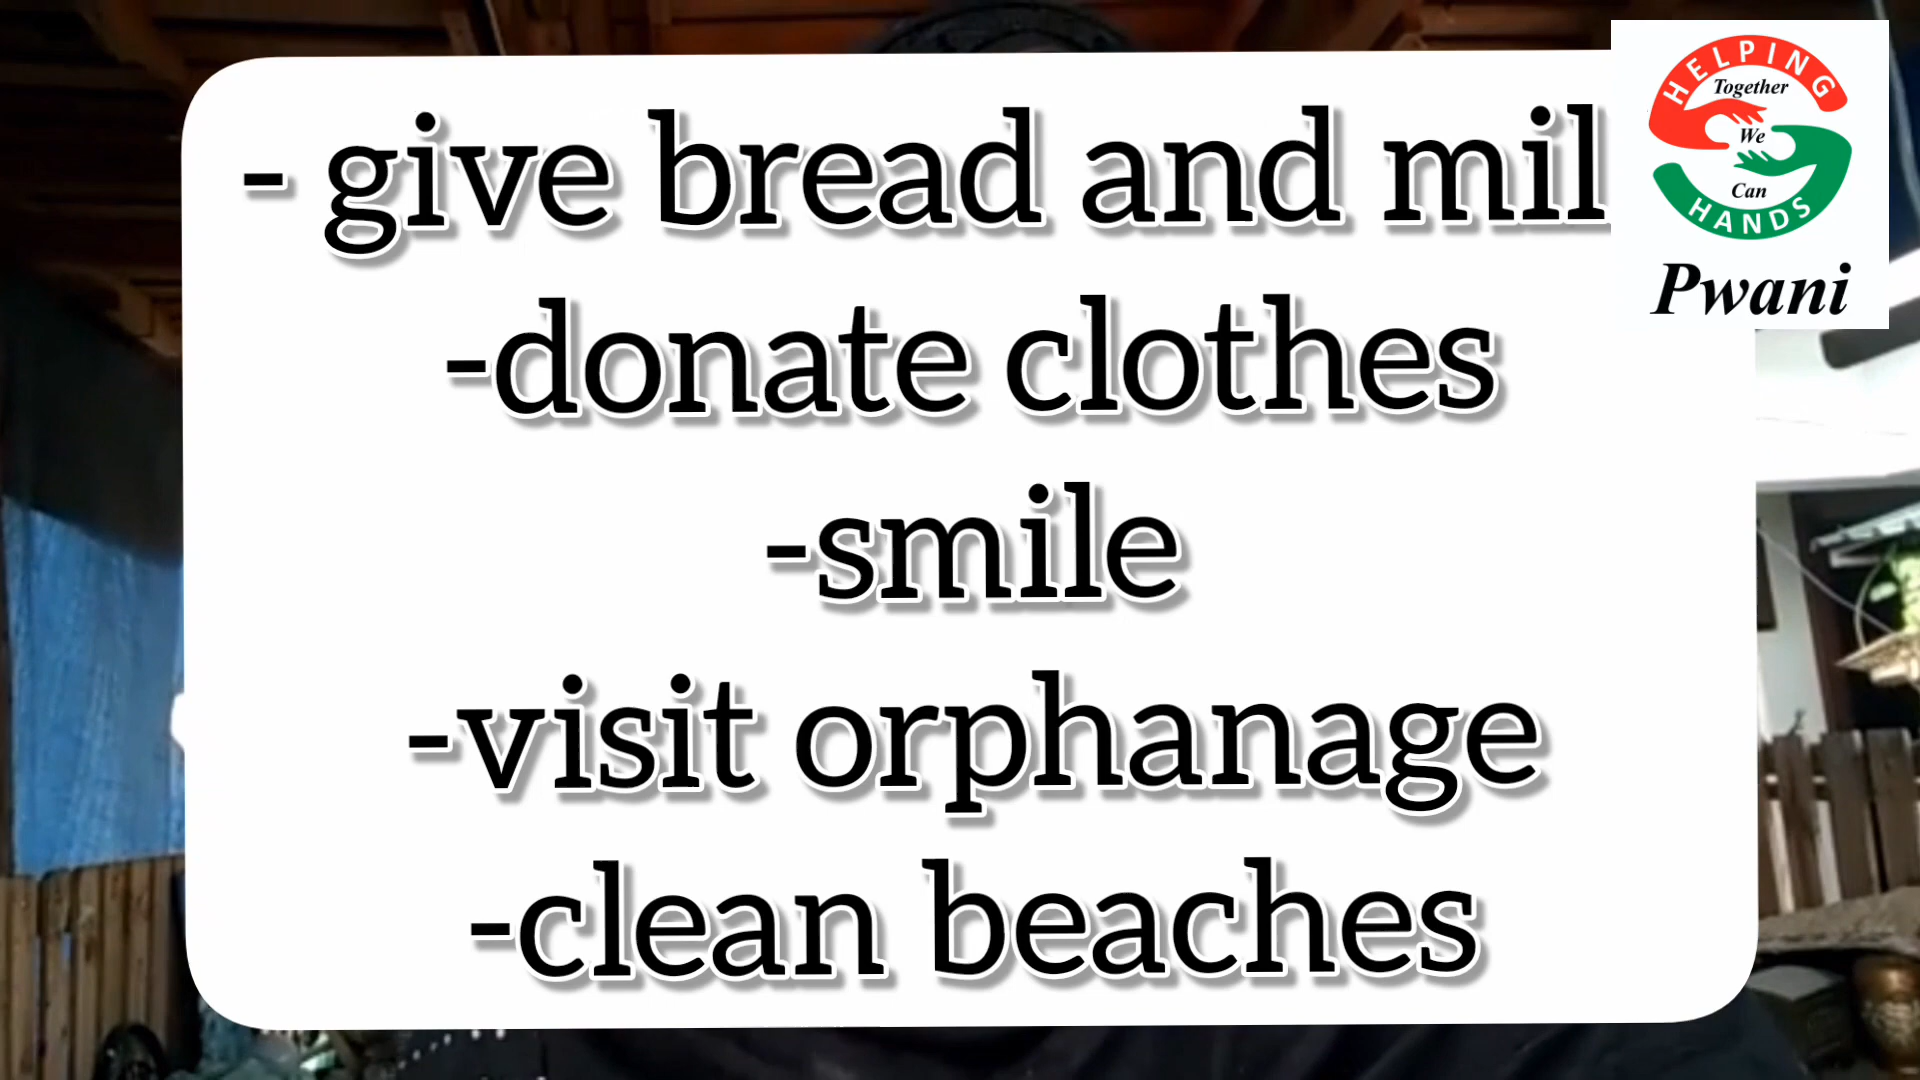 - give bread and mil
-donate clothes
-smile
-visit orphanage
-clean beaches
HELPING
Together
We
Can
HANDS
Pwani